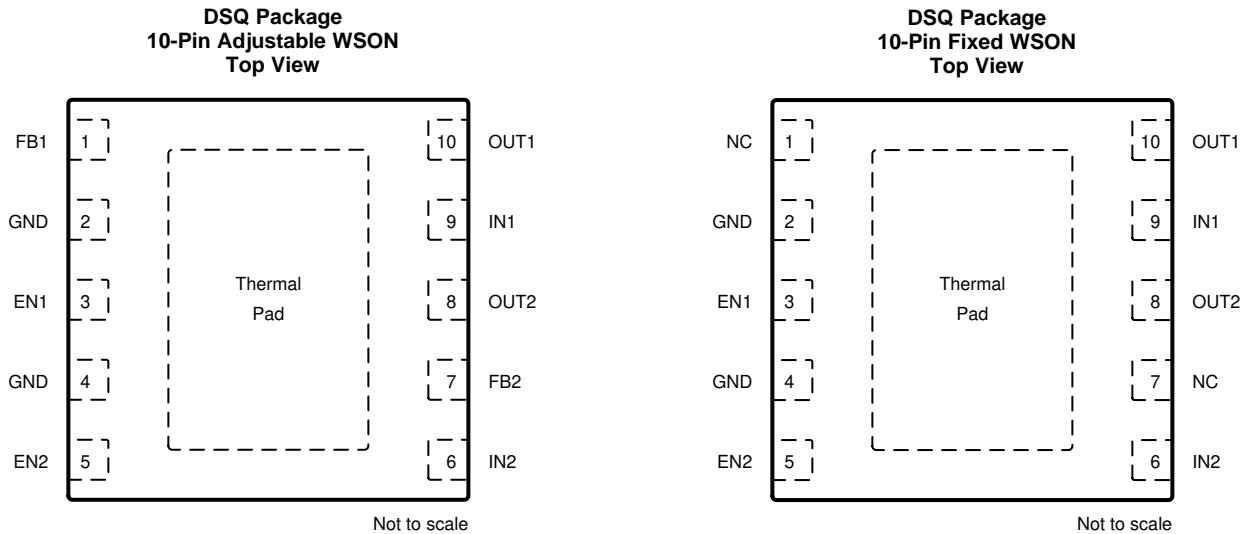 DSQ Package
10-Pin Adjustable WSON
Top View
FB1 1 10 OUT1
GND 2 9 IN1
EN1 3 Thermal Pad 8 OUT2
GND 4 7 FB2
EN2 5 6 IN2
Not to scale
DSQ Package
10-Pin Fixed WSON
Top View
NC 1 10 OUT1
GND 2 9 IN1
EN1 3 Thermal Pad 8 OUT2
GND 4 7 NC
EN2 5 6 IN2
Not to scale